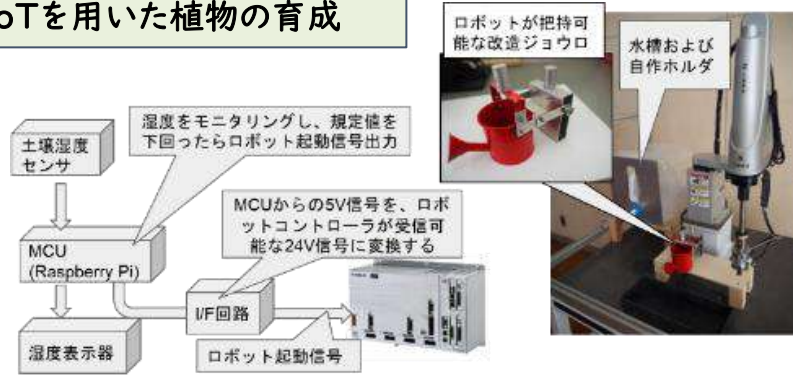 oTを用いた植物の育成
ロボットが把持可
能な改造ジョウロ
水槽および
自作ホルダ
湿度をモニタリングし、規定値を
下回ったらロボット起動信号出力
土壌湿度
センサ
MCUからの5V信号を、ロボ
ットコントローラが受信可
能な24V信号に変換する
MCU
(Raspberry Pi)
I/F回路
湿度表示器
ロボット起動信号